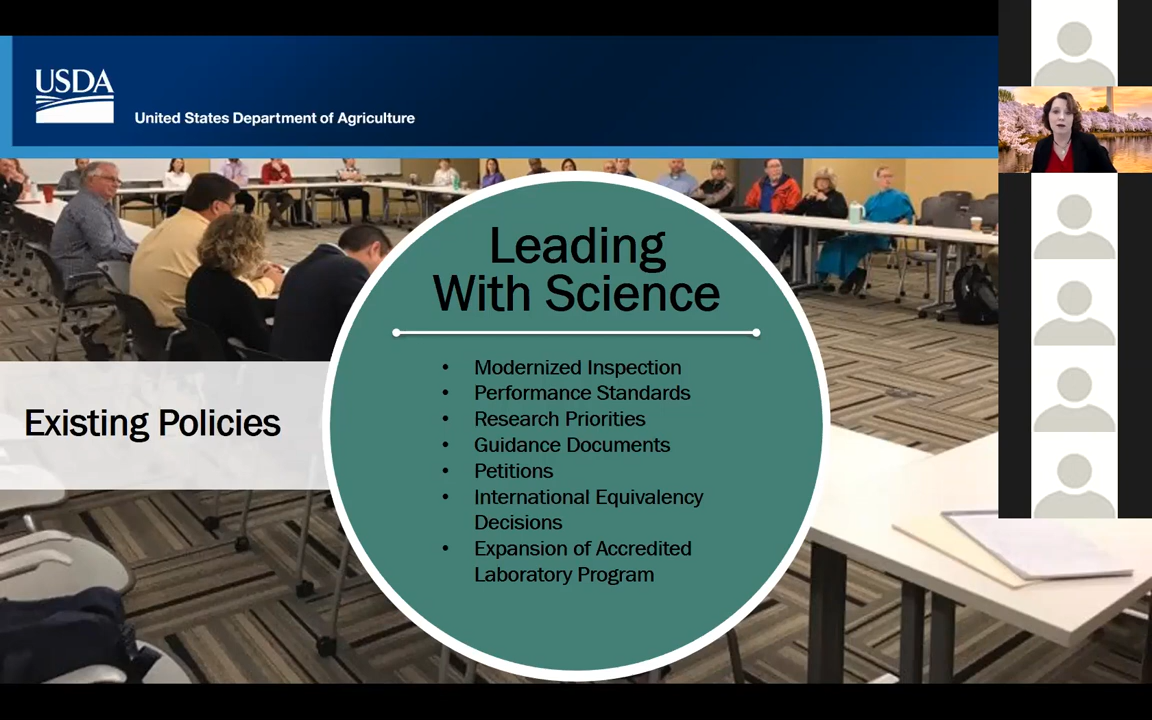 USDA
United States Department of Agriculture
Leading
With Science
• Modernized Inspection
• Performance Standards
• Research Priorities
• Guidance Documents
• Petitions
• International Equivalency
Decisions
• Expansion of Accredited
Laboratory Program
Existing Policies